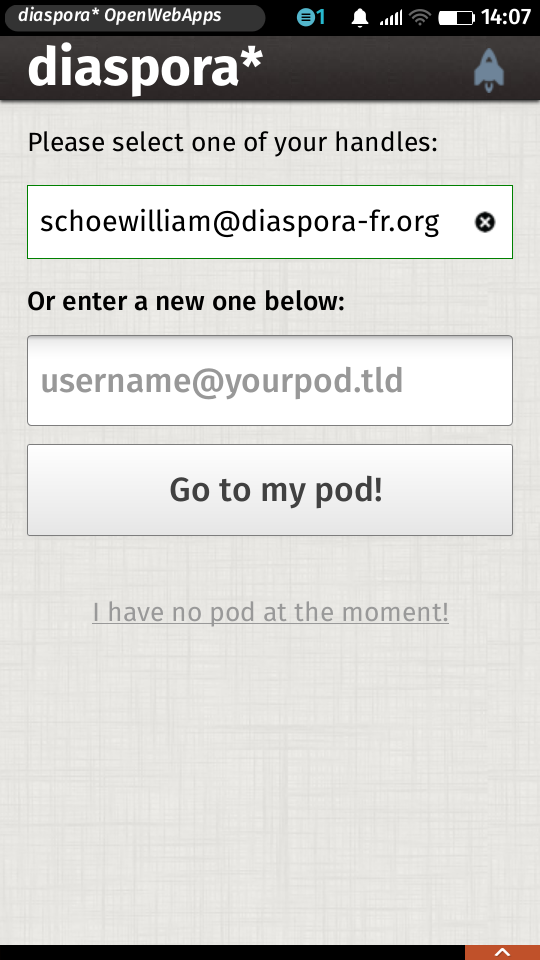 diaspora* OpenWebApps 1 14:07
diaspora*
Please select one of your handles:
schoewilliam@diaspora-fr.org
Or enter a new one below:
username@yourpod.tld
Go to my pod!
I have no pod at the moment!